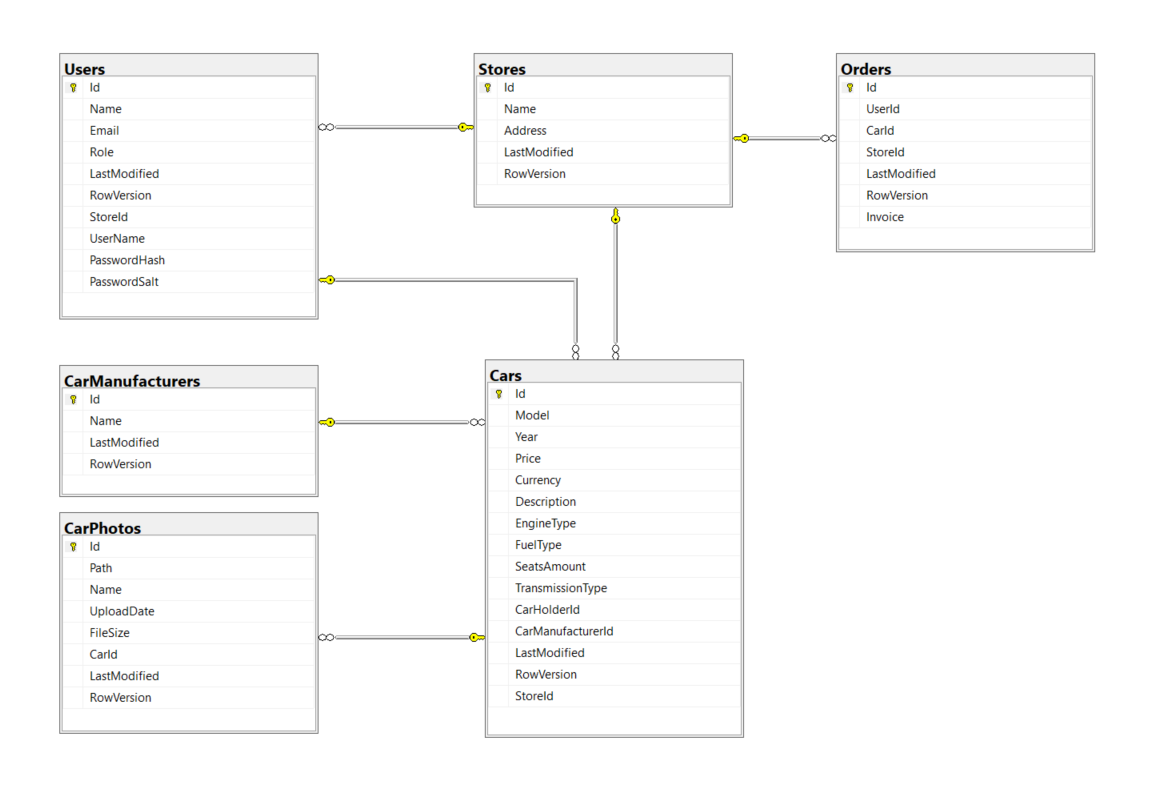 Users
Id
Name
Email
Role
LastModified
RowVersion
StoreId
UserName
PasswordHash
PasswordSalt
Stores
Id
Name
Address
LastModified
RowVersion
Orders
Id
UserId
CarId
StoreId
LastModified
RowVersion
Invoice
CarManufacturers
Id
Name
LastModified
RowVersion
CarPhotos
Id
Path
Name
UploadDate
FileSize
CarId
LastModified
RowVersion
Cars
Id
Model
Year
Price
Currency
Description
EngineType
FuelType
SeatsAmount
TransmissionType
CarHolderId
CarManufacturerId
LastModified
RowVersion
StoreId